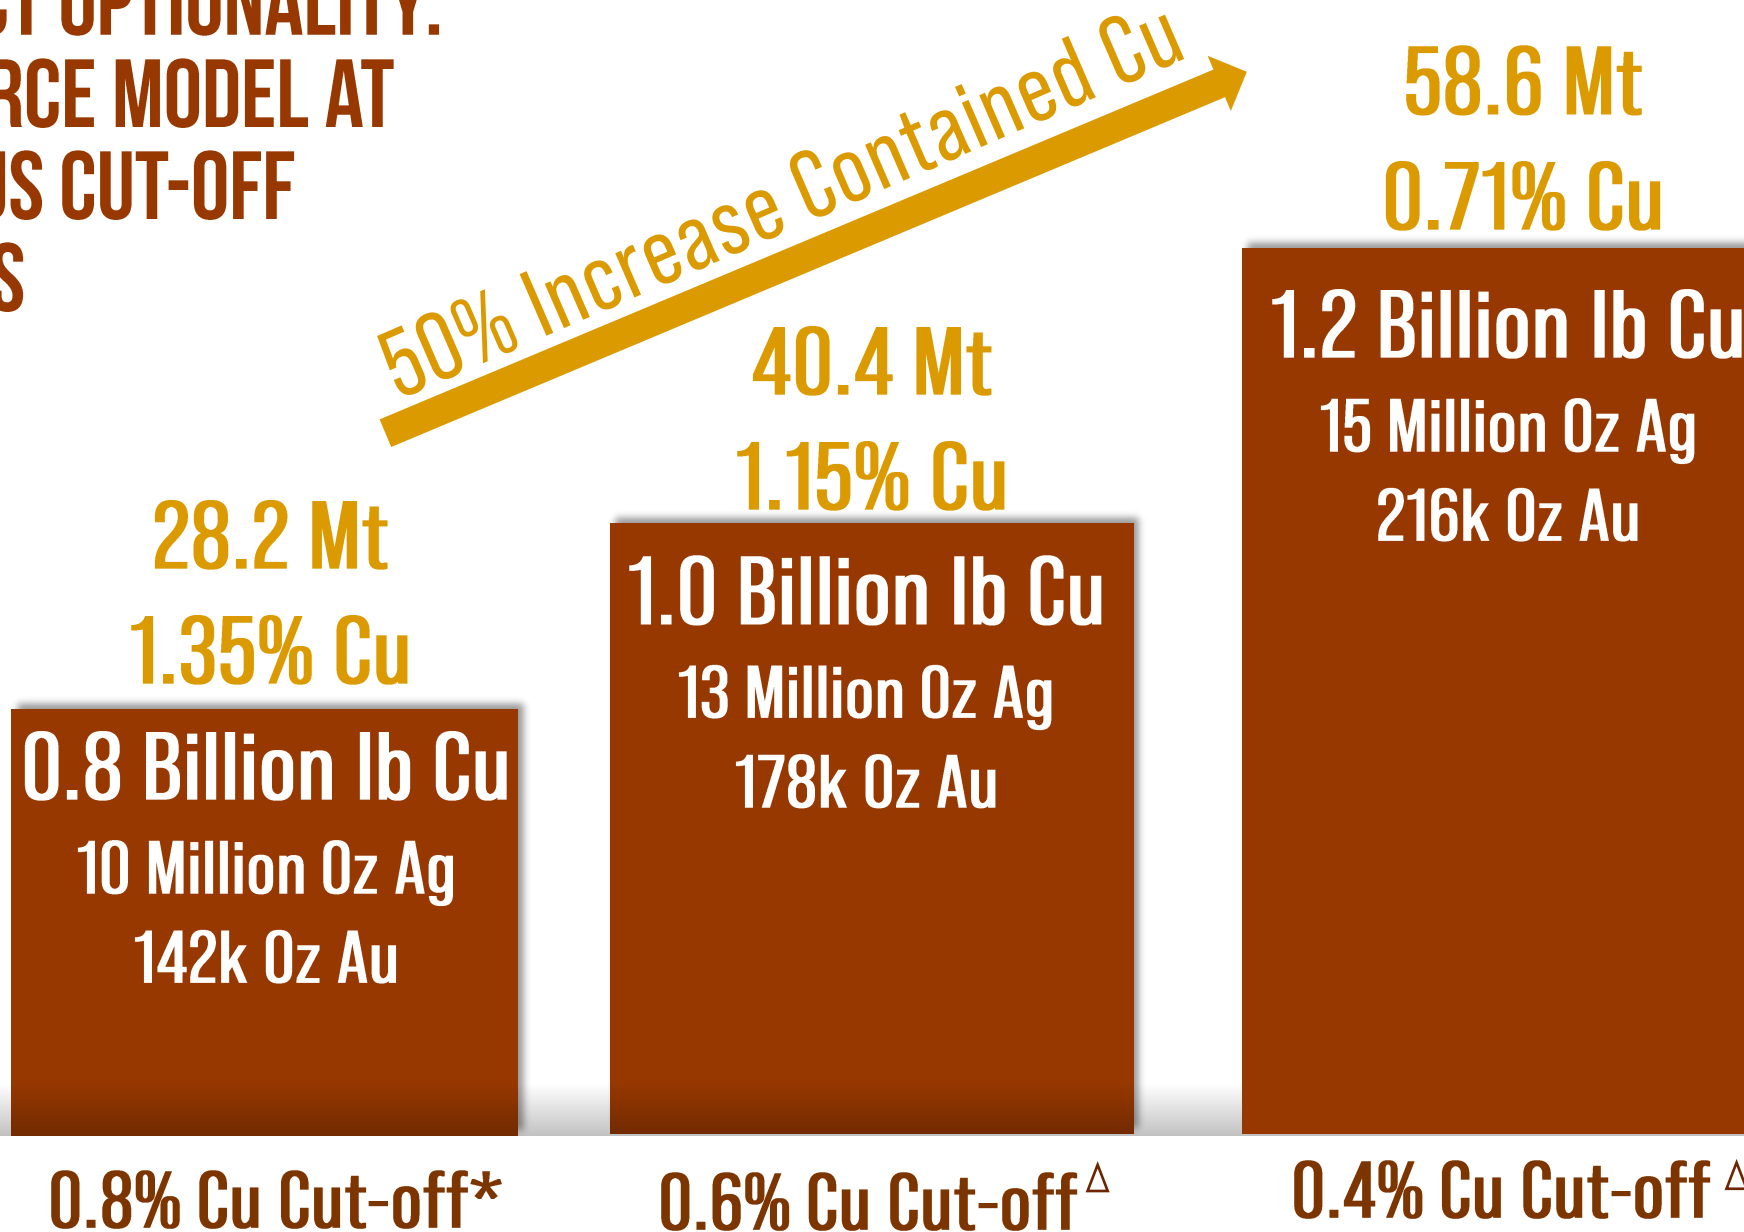 OPTIONALITY.
MODEL AT
CUT-OFF
50% Increase Contained Cu
58.6 Mt
0.71% Cu
1.2 Billion lb Cu
15 Million Oz Ag
216k Oz Au
40.4 Mt
1.15% Cu
1.0 Billion lb Cu
13 Million Oz Ag
178k Oz Au
28.2 Mt
1.35% Cu
0.8 Billion lb Cu
10 Million Oz Ag
142k Oz Au
0.8% Cu Cut-off*
0.6% Cu Cut-off Δ
0.4% Cu Cut-off Δ